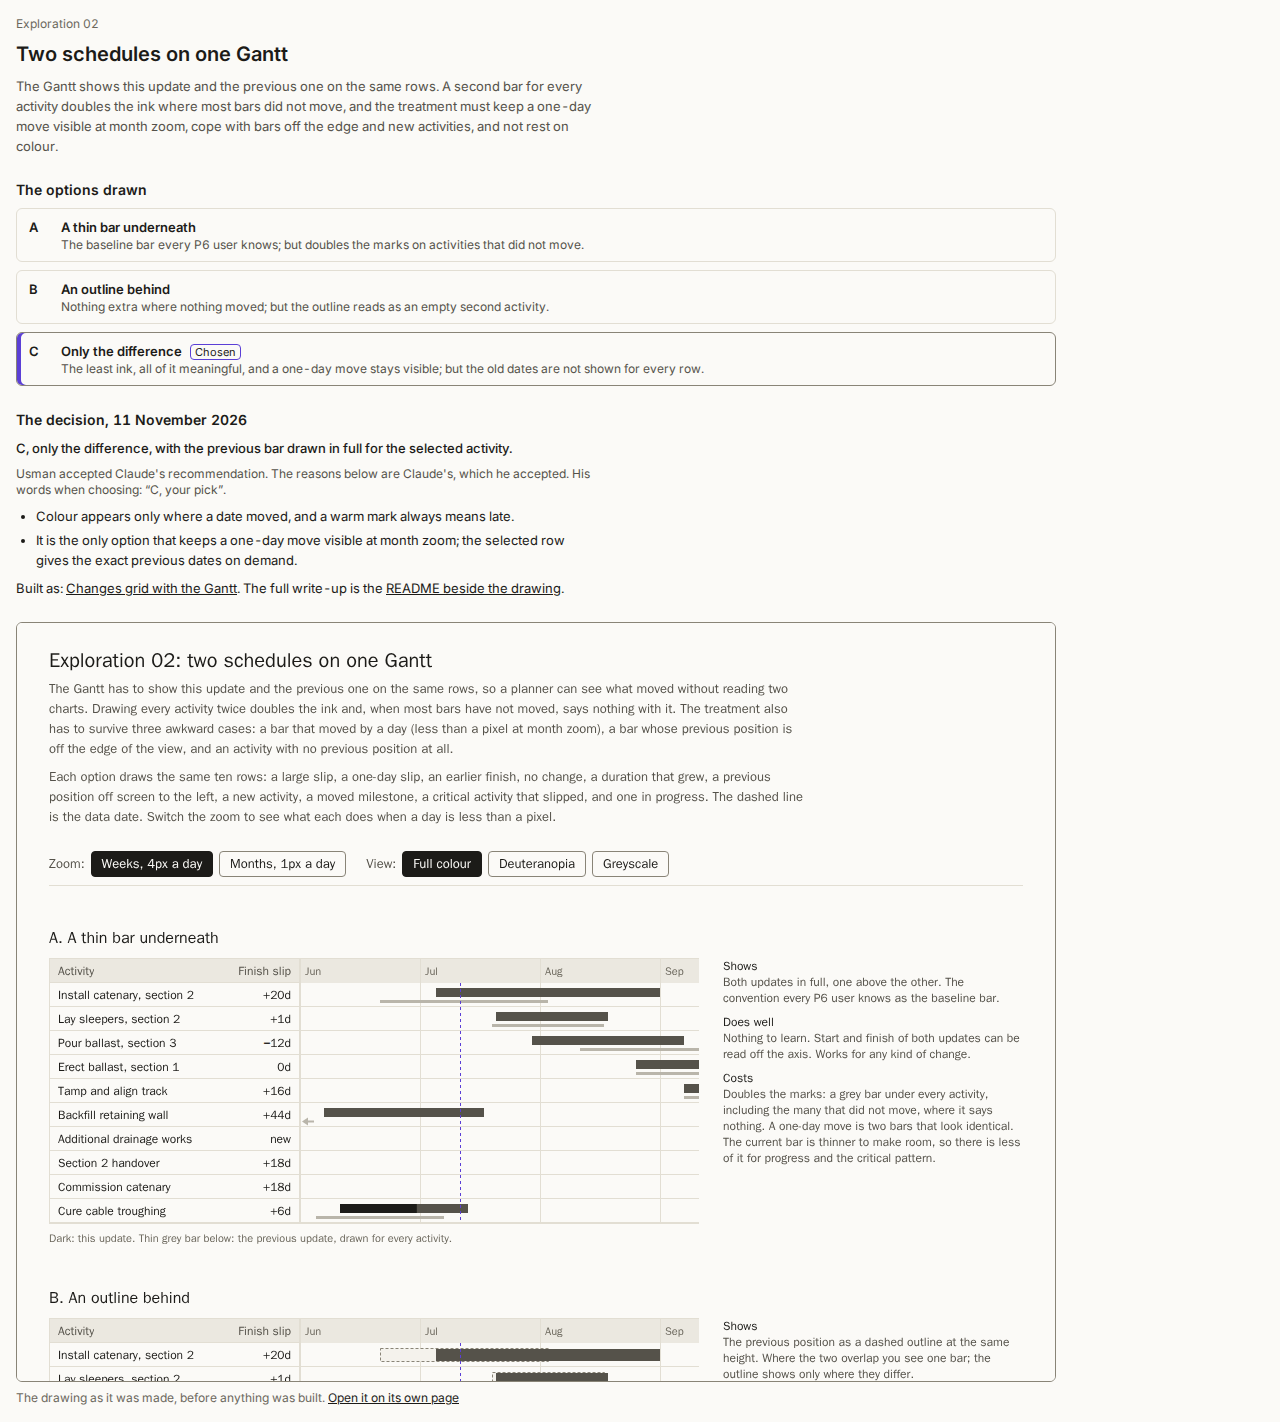 Exploration 02
Two schedules on one Gantt
The Gantt shows this update and the previous one on the same rows. A second bar for every
activity doubles the ink where most bars did not move, and the treatment must keep a one-day
move visible at month zoom, cope with bars off the edge and new activities, and not rest on
colour.
The options drawn
A A thin bar underneath
The baseline bar every P6 user knows; but doubles the marks on activities that did not move.
B An outline behind
Nothing extra where nothing moved; but the outline reads as an empty second activity.
C Only the difference Chosen
The least ink, all of it meaningful, and a one-day move stays visible; but the old dates are not shown for every row.
The decision, 11 November 2026
C, only the difference, with the previous bar drawn in full for the selected activity.
Usman accepted Claude's recommendation. The reasons below are Claude's, which he accepted. His
words when choosing: “C, your pick”.
• Colour appears only where a date moved, and a warm mark always means late.
• It is the only option that keeps a one-day move visible at month zoom; the selected row
gives the exact previous dates on demand.
Built as: Changes grid with the Gantt. The full write-up is the README beside the drawing.
Exploration 02: two schedules on one Gantt
The Gantt has to show this update and the previous one on the same rows, so a planner can see what moved without reading two
charts. Drawing every activity twice doubles the ink and, when most bars have not moved, says nothing with it. The treatment also
has to survive three awkward cases: a bar that moved by a day (less than a pixel at month zoom), a bar whose previous position is
off the edge of the view, and an activity with no previous position at all.
Each option draws the same ten rows: a large slip, a one-day slip, an earlier finish, no change, a duration that grew, a previous
position off screen to the left, a new activity, a moved milestone, a critical activity that slipped, and one in progress. The dashed line
is the data date. Switch the zoom to see what each does when a day is less than a pixel.
Zoom: Weeks, 4px a day Months, 1px a day View: Full colour Deuteranopia Greyscale
A. A thin bar underneath
Activity Finish slip Jun Jul Aug Sep
Install catenary, section 2 +20d
Lay sleepers, section 2 +1d
Pour ballast, section 3 −12d
Erect ballast, section 1 0d
Tamp and align track +16d
Backfill retaining wall +44d
Additional drainage works new
Section 2 handover +18d
Commission catenary +18d
Cure cable troughing +6d
Dark: this update. Thin grey bar below: the previous update, drawn for every activity.
Shows
Both updates in full, one above the other. The
convention every P6 user knows as the baseline bar.
Does well
Nothing to learn. Start and finish of both updates can be
read off the axis. Works for any kind of change.
Costs
Doubles the marks: a grey bar under every activity,
including the many that did not move, where it says
nothing. A one-day move is two bars that look identical.
The current bar is thinner to make room, so there is less
of it for progress and the critical pattern.
B. An outline behind
Activity Finish slip Jun Jul Aug Sep
Install catenary, section 2 +20d
Lay sleepers, section 2 +1d
Shows
The previous position as a dashed outline at the same
height. Where the two overlap you see one bar; the
outline shows only where they differ.
The drawing as it was made, before anything was built. Open it on its own page